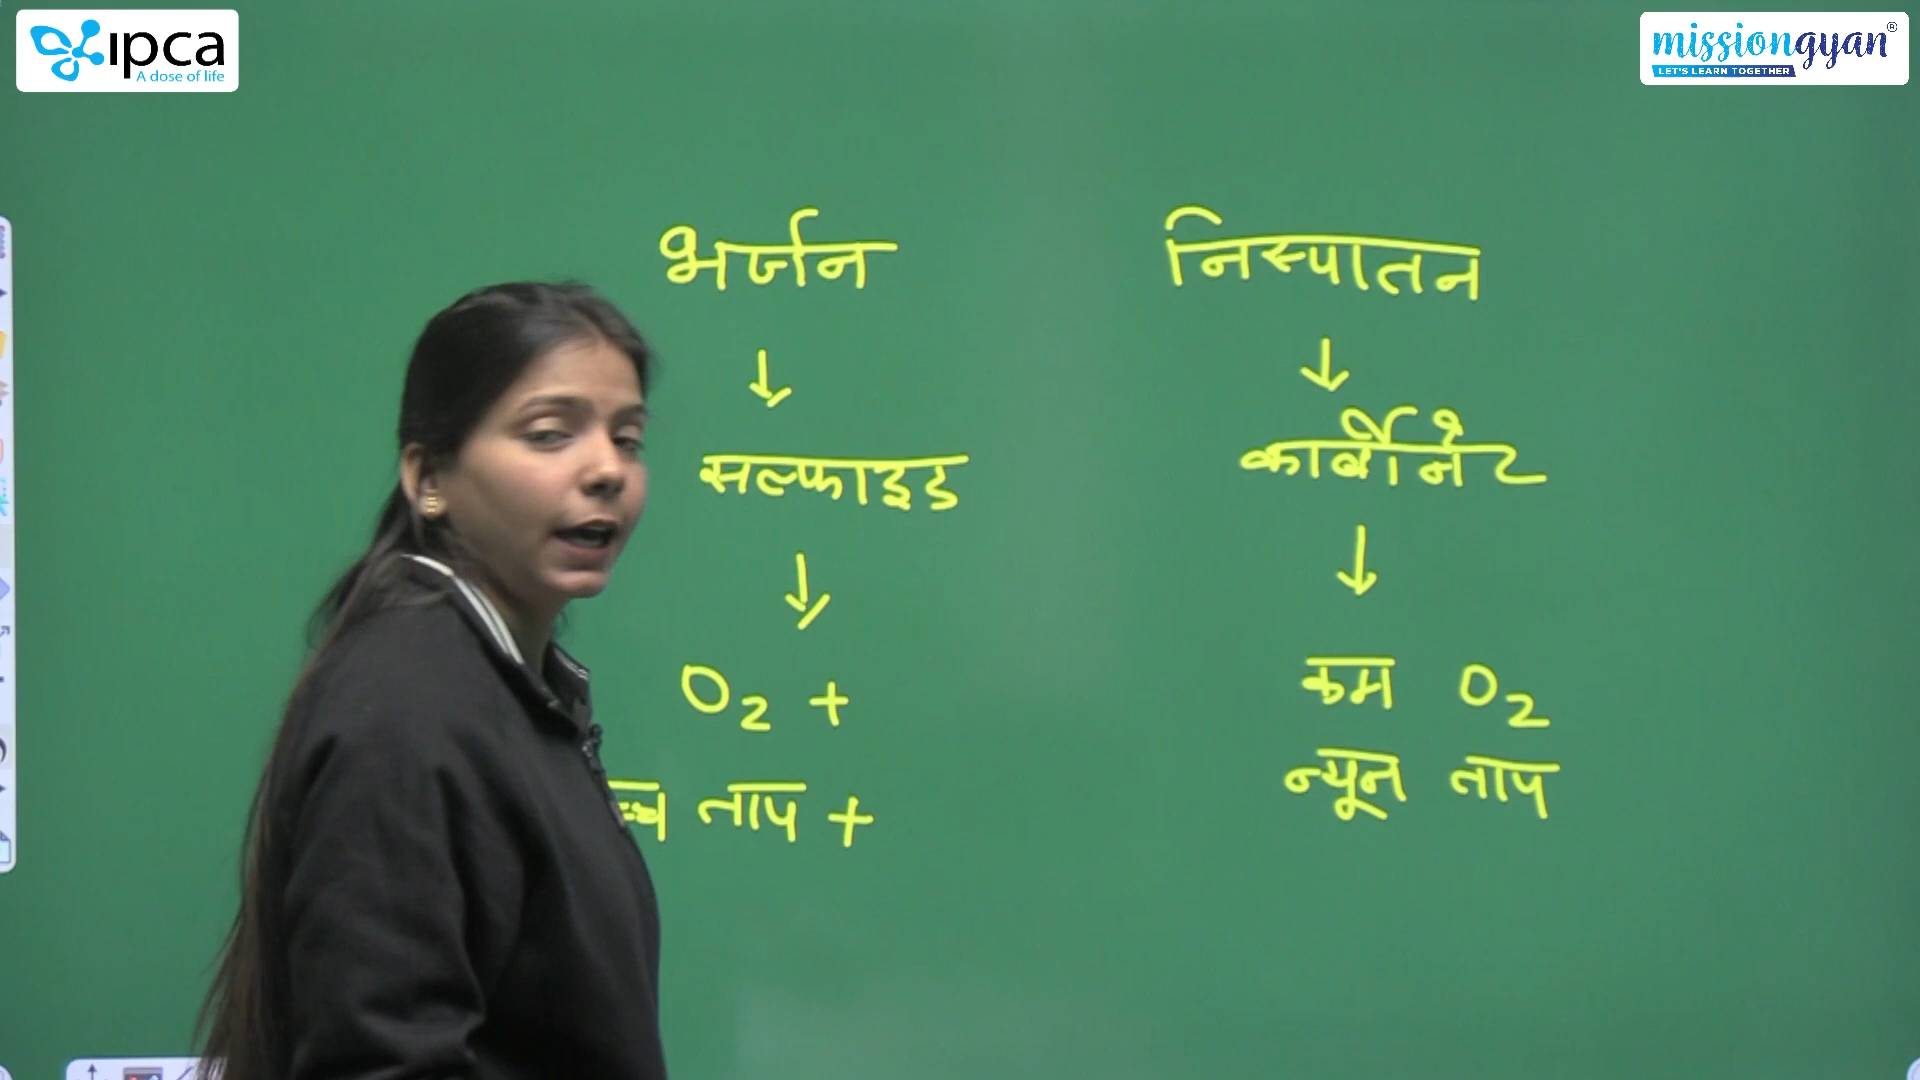 ipca
A dose of life
missiongyan®
LET'S LEARN TOGETHER
भर्जन
निस्पातन
↓
↓
सल्फाइड
कार्बोनेट
↓
↓
O2 +
कम O2
ताप +
न्यून ताप